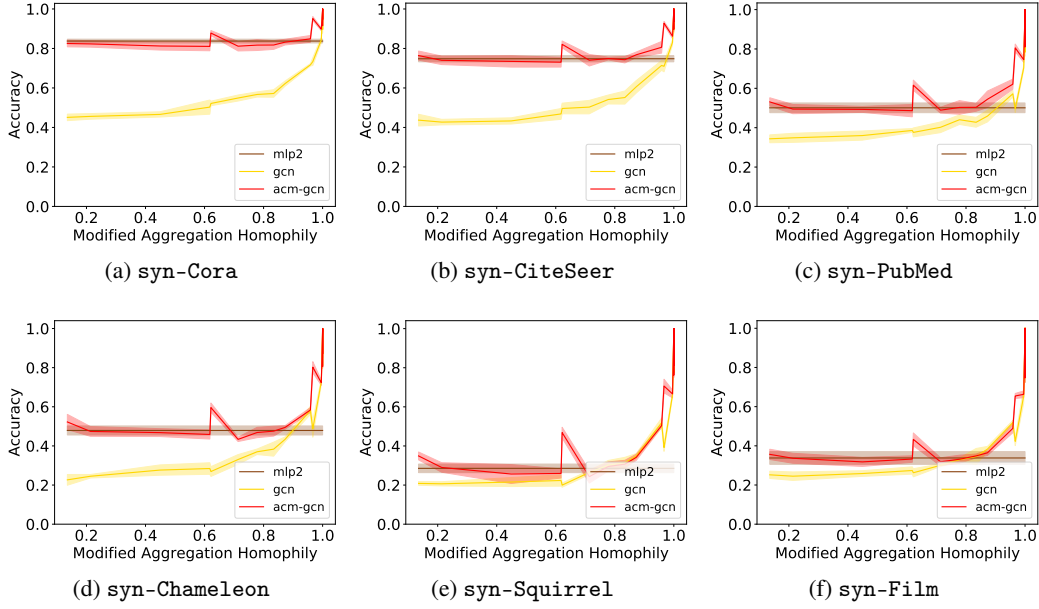 1.0
0.8
0.6
0.4
0.2
0.0
Accuracy
mlp2
gcn
acm-gcn
0.2 0.4 0.6 0.8 1.0
Modified Aggregation Homophily
(a) syn-Cora
1.0
0.8
0.6
0.4
0.2
0.0
Accuracy
mlp2
gcn
acm-gcn
0.2 0.4 0.6 0.8 1.0
Modified Aggregation Homophily
(b) syn-CiteSeer
1.0
0.8
0.6
0.4
0.2
0.0
Accuracy
mlp2
gcn
acm-gcn
0.2 0.4 0.6 0.8 1.0
Modified Aggregation Homophily
(c) syn-PubMed
1.0
0.8
0.6
0.4
0.2
0.0
Accuracy
mlp2
gcn
acm-gcn
0.2 0.4 0.6 0.8 1.0
Modified Aggregation Homophily
(d) syn-Chameleon
1.0
0.8
0.6
0.4
0.2
0.0
Accuracy
mlp2
gcn
acm-gcn
0.2 0.4 0.6 0.8 1.0
Modified Aggregation Homophily
(e) syn-Squirrel
1.0
0.8
0.6
0.4
0.2
0.0
Accuracy
mlp2
gcn
acm-gcn
0.2 0.4 0.6 0.8 1.0
Modified Aggregation Homophily
(f) syn-Film